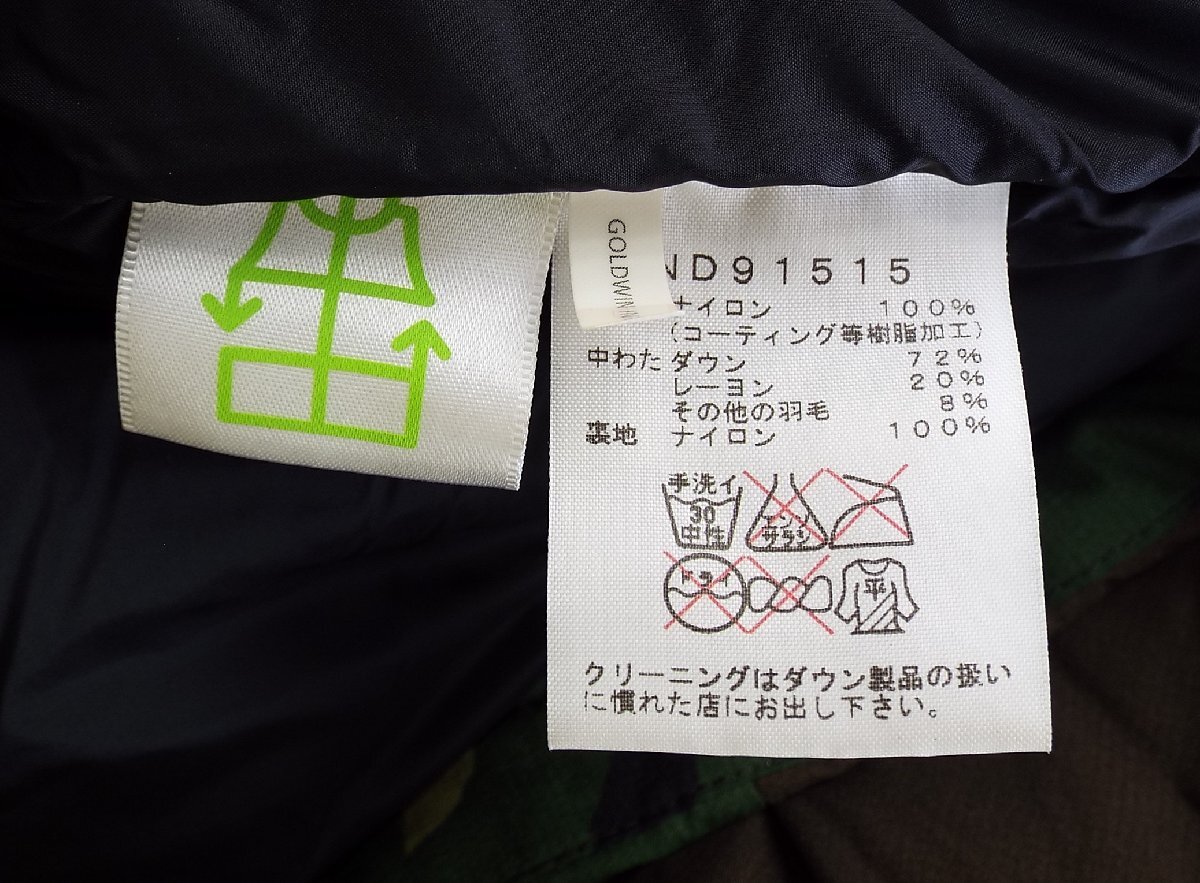 GOLDWIN
ND91515
ナイロン 100%
(コーティング等樹脂加工)
中わた ダウン 72%
レーヨン 20%
その他の羽毛 8%
裏地 ナイロン 100%
手洗イ
30
中性
エンソ
サラシ
ドライ
平
クリーニングはダウン製品の扱い
に慣れた店にお出し下さい。